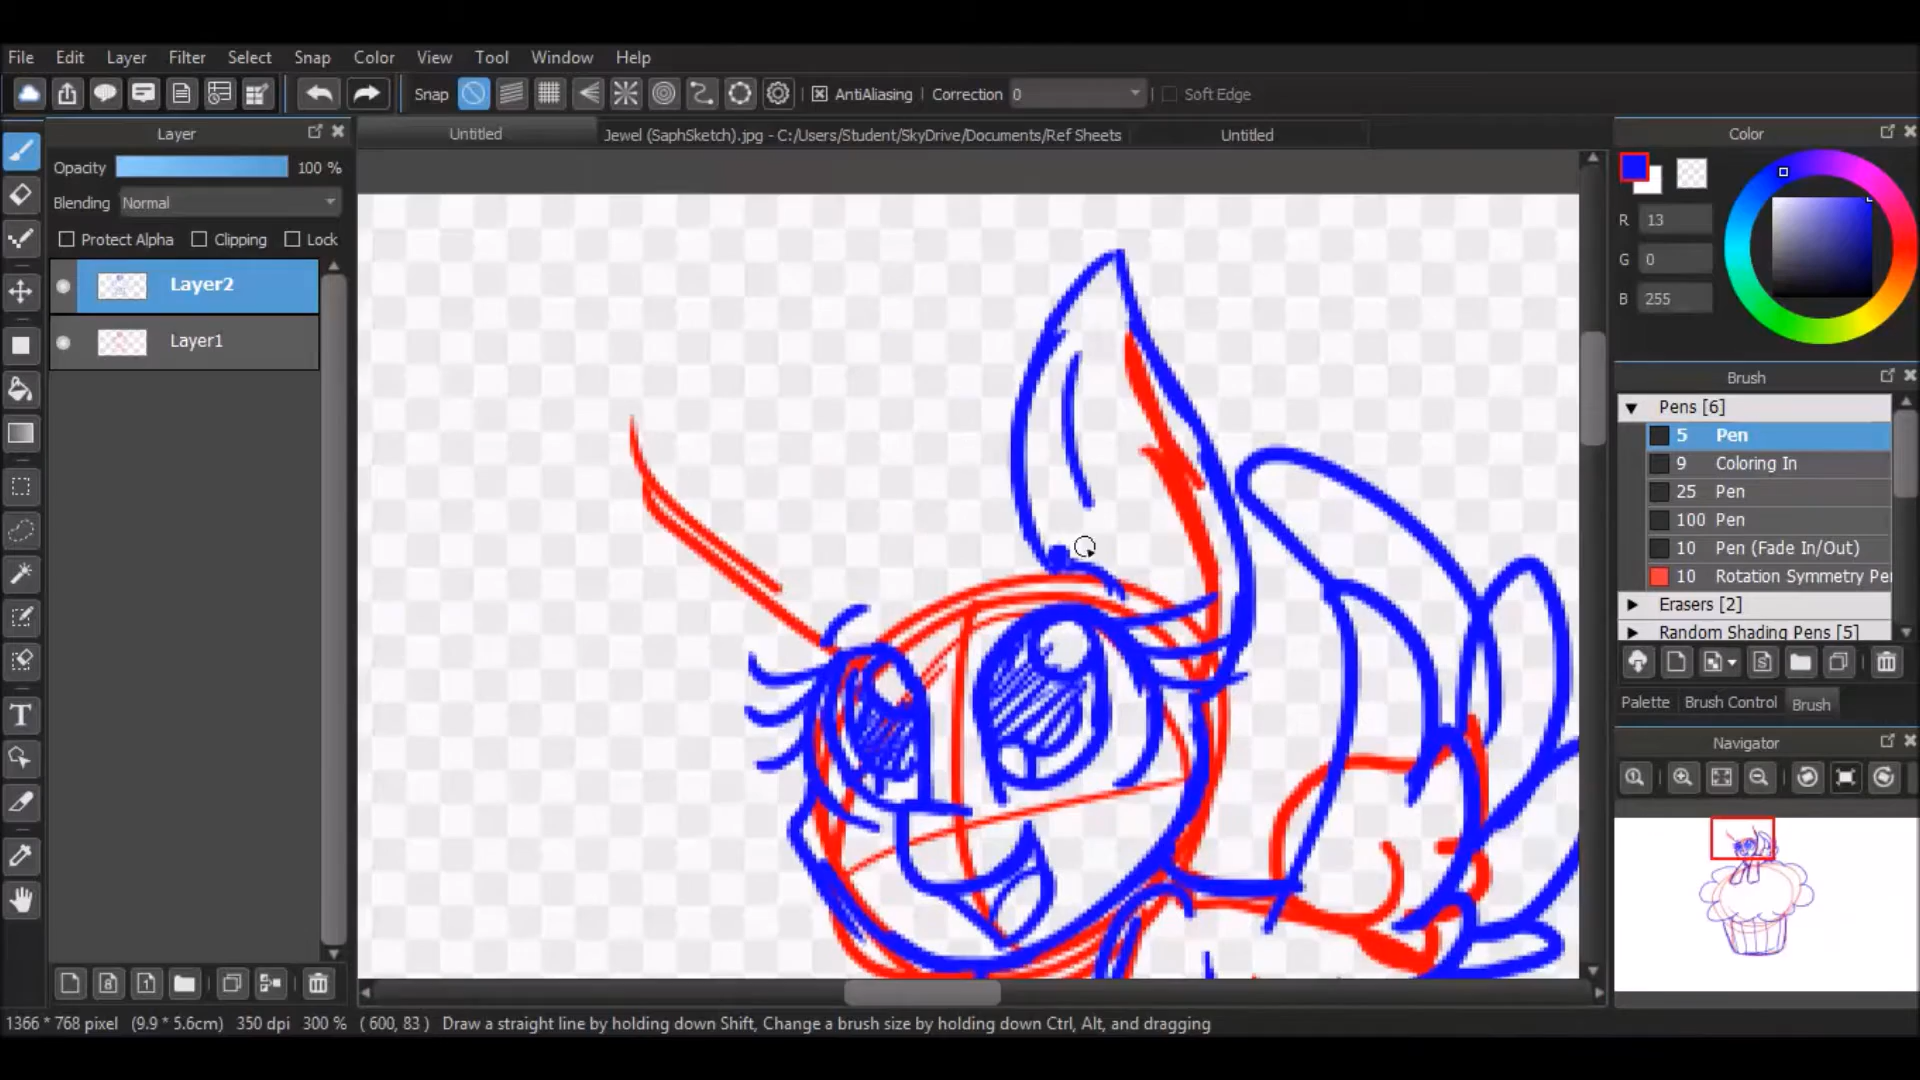 File Edit Layer Filter Select Snap Color View Tool Window Help
Snap AntiAliasing Correction 0 Soft Edge
Layer
Untitled Jewel (SaphSketch).jpg - C:/Users/Student/SkyDrive/Documents/Ref Sheets Untitled
Color
Opacity 100 %
Blending Normal
Protect Alpha Clipping Lock
Layer2
Layer1
R 13
G 0
B 255
Brush
Pens [6]
5 Pen
9 Coloring In
25 Pen
100 Pen
10 Pen (Fade In/Out)
10 Rotation Symmetry Pe
Erasers [2]
Random Shading Pens [5]
Palette Brush Control Brush
Navigator
1366 * 768 pixel (9.9 * 5.6cm) 350 dpi 300 % ( 600, 83 ) Draw a straight line by holding down Shift, Change a brush size by holding down Ctrl, Alt, and dragging